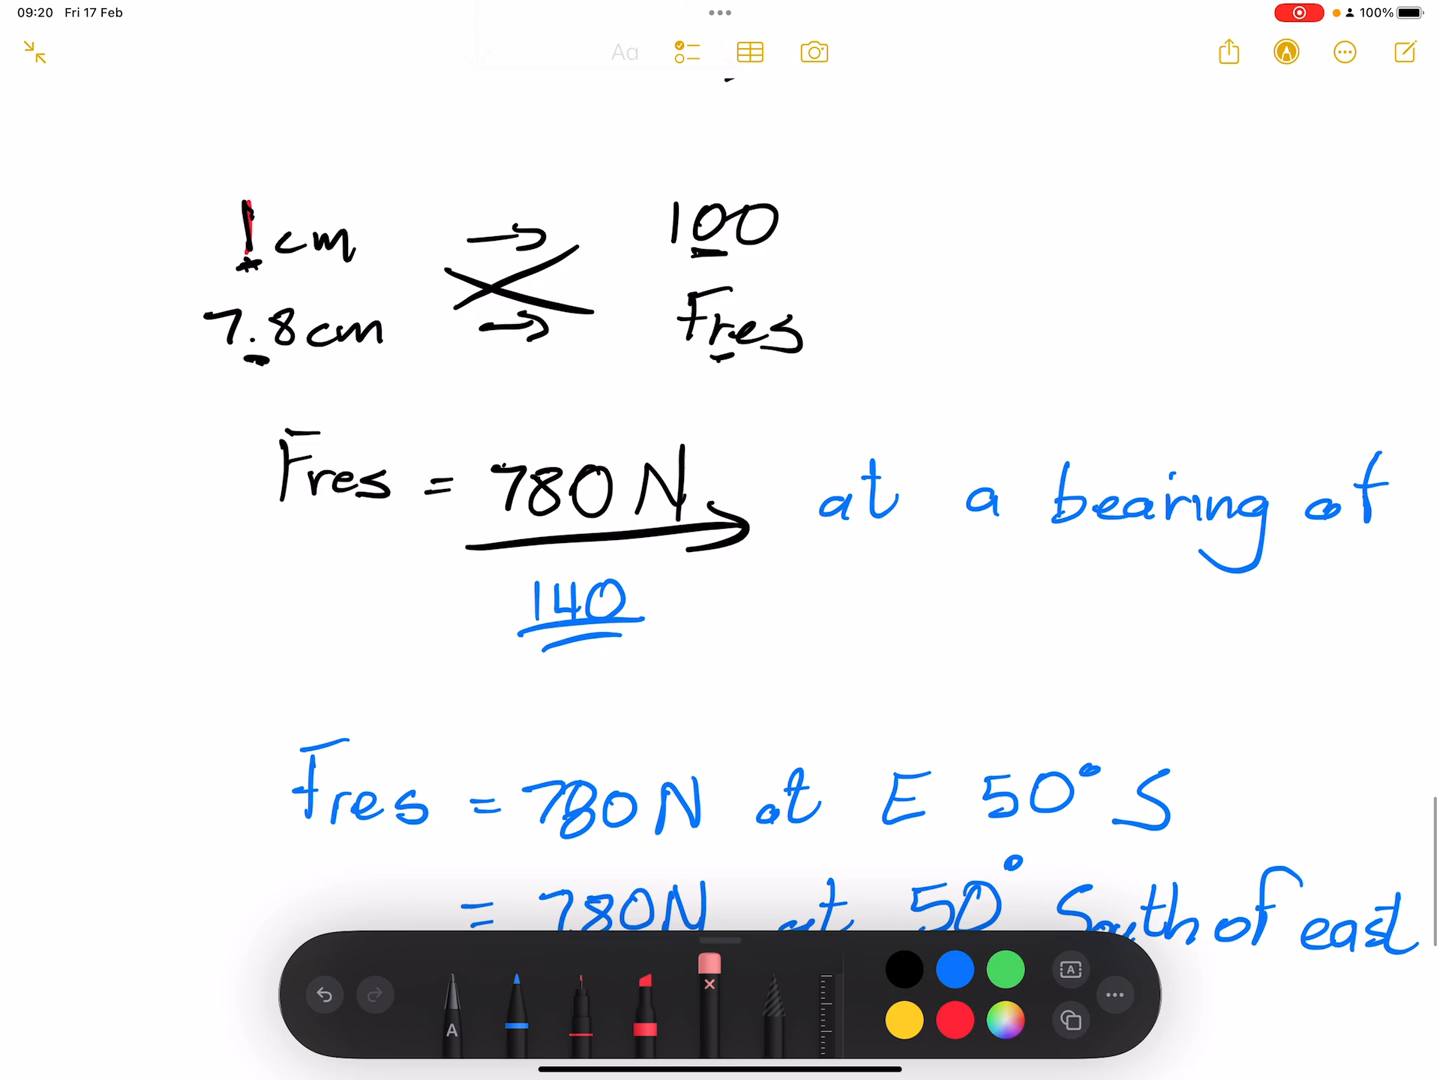 09:20 Fri 17 Feb
100%
Aa
1cm → 100
7.8cm → Fres
Fres = 780 N at a bearing of
140
Fres = 780N at E 50° S
= 780N at 50° South of east
A
A